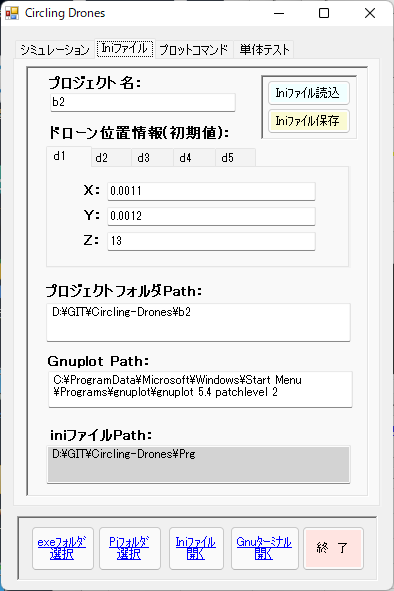 Circling Drones
シミュレーション Iniファイル プロットコマンド 単体テスト
プロジェクト名:
b2
Iniファイル読込
Iniファイル保存
ドローン位置情報(初期値):
d1 d2 d3 d4 d5
X: 0.0011
Y: 0.0012
Z: 13
プロジェクトフォルダPath:
D:¥GIT¥Circling-Drones¥b2
Gnuplot Path:
C:¥ProgramData¥Microsoft¥Windows¥Start Menu
¥Programs¥gnuplot¥gnuplot 5.4 patchlevel 2
iniファイルPath:
D:¥GIT¥Circling-Drones¥Prg
exeフォルダ
選択
Pjフォルダ
選択
Iniファイル
開く
Gnuターミナル
開く
終 了